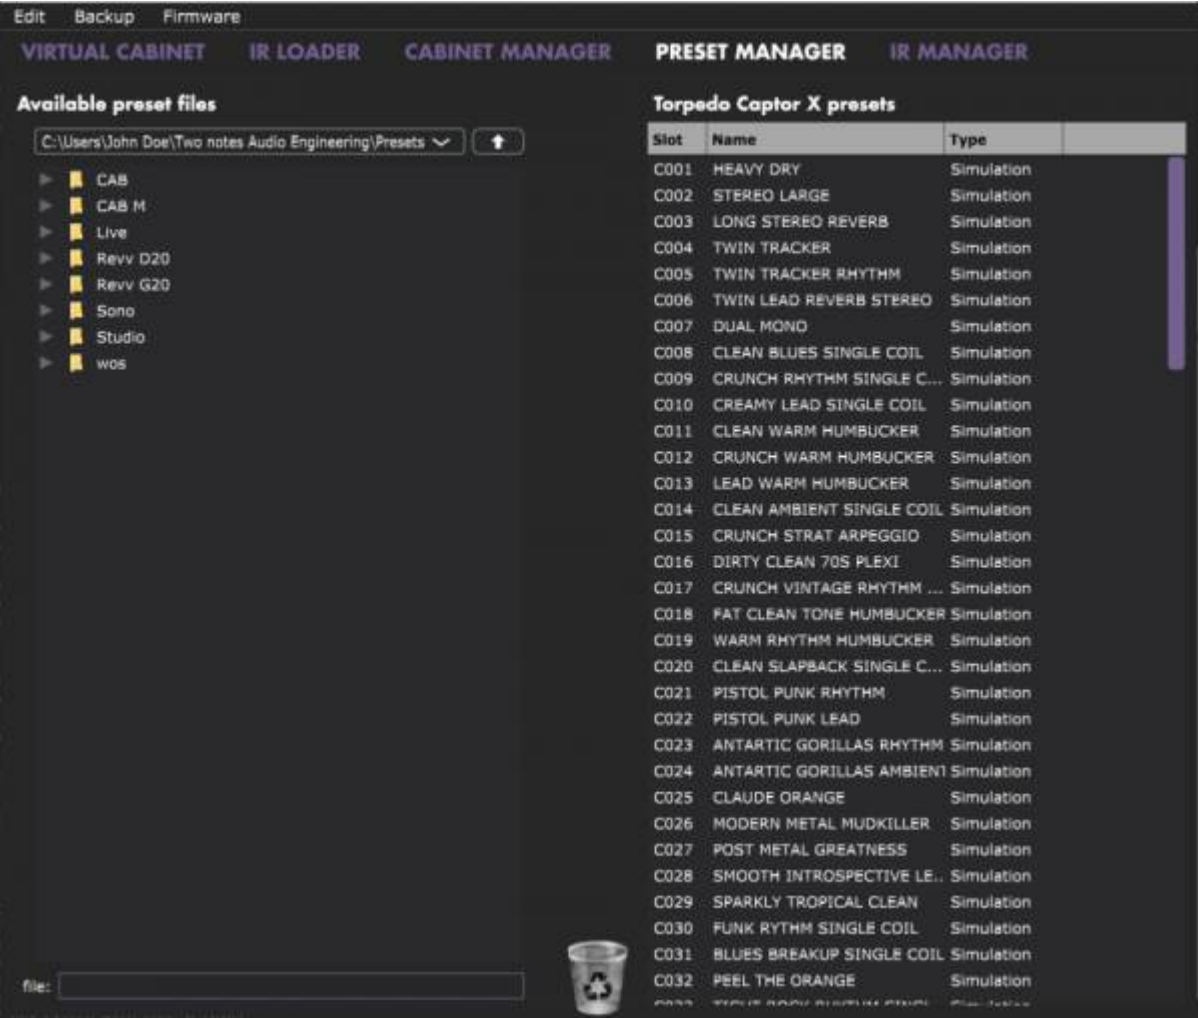 Edit Backup Firmware
VIRTUAL CABINET IR LOADER CABINET MANAGER PRESET MANAGER IR MANAGER
Available preset files
C:\Users\John Doe\Two notes Audio Engineering\Presets
CAB
CAB M
Live
Revv D20
Revv G20
Sono
Studio
wos
file:
Torpedo Captor X presets
Slot Name Type
C001 HEAVY DRY Simulation
C002 STEREO LARGE Simulation
C003 LONG STEREO REVERB Simulation
C004 TWIN TRACKER Simulation
C005 TWIN TRACKER RHYTHM Simulation
C006 TWIN LEAD REVERB STEREO Simulation
C007 DUAL MONO Simulation
C008 CLEAN BLUES SINGLE COIL Simulation
C009 CRUNCH RHYTHM SINGLE C... Simulation
C010 CREAMY LEAD SINGLE COIL Simulation
C011 CLEAN WARM HUMBUCKER Simulation
C012 CRUNCH WARM HUMBUCKER Simulation
C013 LEAD WARM HUMBUCKER Simulation
C014 CLEAN AMBIENT SINGLE COIL Simulation
C015 CRUNCH STRAT ARPEGGIO Simulation
C016 DIRTY CLEAN 70S PLEXI Simulation
C017 CRUNCH VINTAGE RHYTHM ... Simulation
C018 FAT CLEAN TONE HUMBUCKER Simulation
C019 WARM RHYTHM HUMBUCKER Simulation
C020 CLEAN SLAPBACK SINGLE C... Simulation
C021 PISTOL PUNK RHYTHM Simulation
C022 PISTOL PUNK LEAD Simulation
C023 ANTARTIC GORILLAS RHYTHM Simulation
C024 ANTARTIC GORILLAS AMBIENT Simulation
C025 CLAUDE ORANGE Simulation
C026 MODERN METAL MUDKILLER Simulation
C027 POST METAL GREATNESS Simulation
C028 SMOOTH INTROSPECTIVE LE... Simulation
C029 SPARKLY TROPICAL CLEAN Simulation
C030 FUNK RYTHM SINGLE COIL Simulation
C031 BLUES BREAKUP SINGLE COIL Simulation
C032 PEEL THE ORANGE Simulation